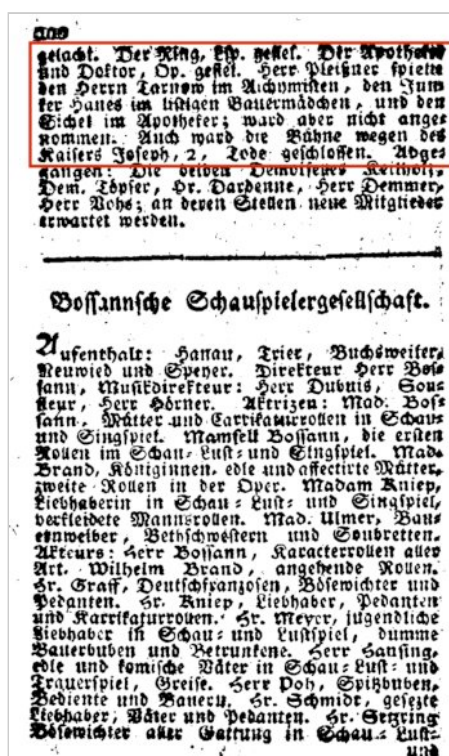 gelacht. Der Ring, Lsp. gefiel. Der Apotheker
und Doktor, Op. gefiel. Herr Pleißner spielte
den Herrn Tarnow im Alchymisten, den Jun
ker Hanes im listigen Bauermädchen, und den
Sichel im Apotheker; ward aber nicht ange-
nommen. Auch ward die Bühne wegen des
Kaisers Joseph, 2, Tode geschlossen. Abge-
gangen: Die beiden Demoiselles
Dem. Töpfer, Hr. Dardenne, Herr Demmer,
Herr Vohs; an deren Stellen neue Mitglieder
erwartet werden.
Bossannsche Schauspielergesellschaft.
Aufenthalt: Hanau, Trier, Buchsweiler,
Neuwied und Speyer. Direkteur Herr Bos-
sann, Musikdirekteur: Herr Dubuis, Sou-
fleur, Herr Hörner. Aktrizen: Mad. Bos-
sann, Mütter und Carrikaturrollen in Schau-
und Singspiel. Mamsell Bossann, die ersten
Rollen im Schau- Lust- und Singspiel. Mad.
Brand, Königinnen, edle und affectirte Mütter,
zweite Rollen in der Oper. Madam Kniep,
Liebhaberin in Schau- Lust- und Singspiel,
verkleidete Mannsrollen. Mad. Ulmer, Bau-
ernweiber, Bethschwestern und Soubretten.
Akteurs: Herr Bossann, Karacterrollen aller
Art. Wilhelm Brand, angehende Rollen.
Hr. Graff, Deutschfranzosen, Bösewichter und
Pedanten. Hr. Kniep, Liebhaber, Pedanten
und Karrikaturrollen. Hr. Meyer, jugendliche
Liebhaber in Schau- und Lustspiel, dumme
Bauerbuben und Betrunkene. Herr Hansing,
edle und komische Väter in Schau- Lust- und
Trauerspiel, Greise. Herr Poh, Spitzbuben,
Bediente und Bauern. Hr. Schmidt, gesezte
Liebhaber, Väter und Pedanten. Hr.
Bösewichter aller Gattung in Schau- Lust-
und